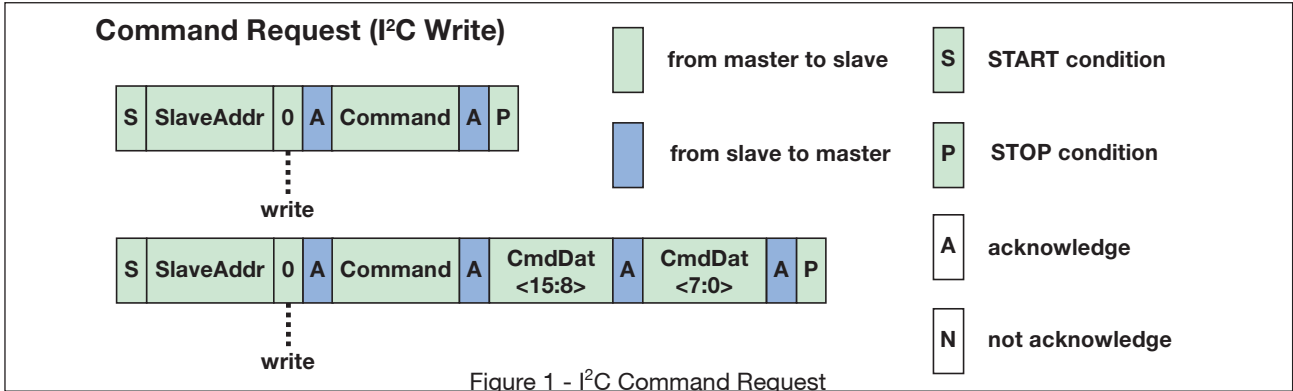 Command Request (I²C Write)
from master to slave
S START condition
S SlaveAddr 0 A Command A P
from slave to master
P STOP condition
write
A acknowledge
S SlaveAddr 0 A Command A CmdDat <15:8> A CmdDat <7:0> A P
N not acknowledge
write
Figure 1 - I²C Command Request